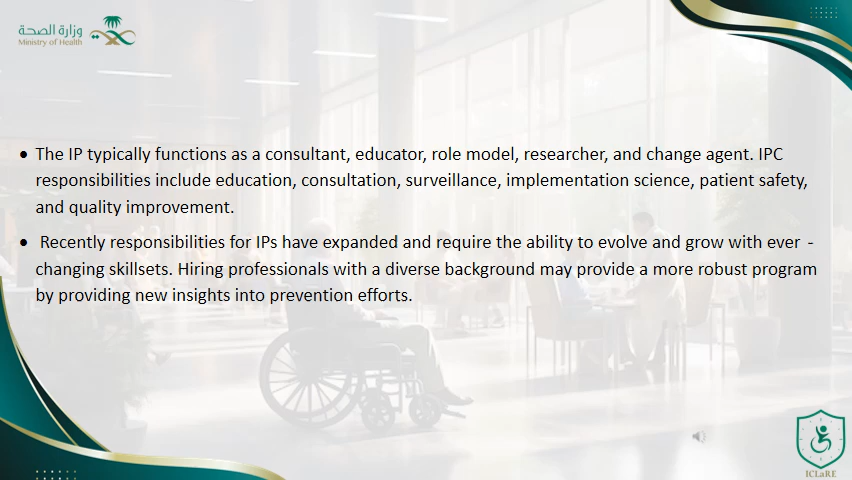 وزارة الصحة
Ministry of Health
• The IP typically functions as a consultant, educator, role model, researcher, and change agent. IPC
responsibilities include education, consultation, surveillance, implementation science, patient safety,
and quality improvement.
• Recently responsibilities for IPs have expanded and require the ability to evolve and grow with ever -
changing skillsets. Hiring professionals with a diverse background may provide a more robust program
by providing new insights into prevention efforts.
ICLaRE